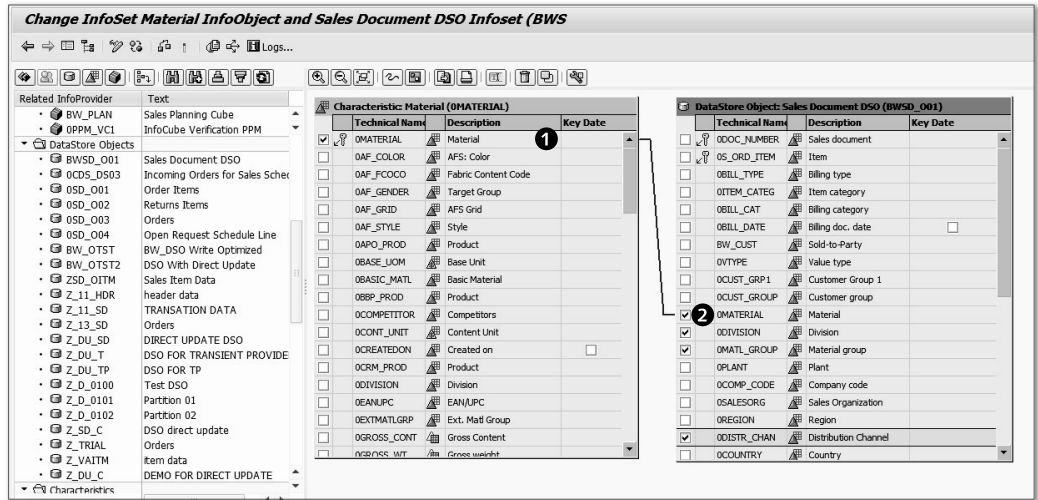 Change InfoSet Material InfoObject and Sales Document DSO Infoset (BWS
Logs...
Related InfoProvider Text
BW_PLAN Sales Planning Cube
0PPM_VC1 InfoCube Verification PPM
DataStore Objects
BWSD_O01 Sales Document DSO
0CDS_DS03 Incoming Orders for Sales Sched
0SD_O01 Order Items
0SD_O02 Returns Items
0SD_O03 Orders
0SD_O04 Open Request Schedule Line
BW_OTST BW_DSO Write Optimized
BW_OTST2 DSO With Direct Update
ZSD_OITM Sales Item Data
Z_11_HDR header data
Z_11_SD TRANSATION DATA
Z_13_SD Orders
Z_DU_SD DIRECT UPDATE DSO
Z_DU_T DSO FOR TRANSIENT PROVIDE
Z_DU_TP DSO FOR TP
Z_D_0100 Test DSO
Z_D_0101 Partition 01
Z_D_0102 Partition 02
Z_SD_C DSO direct update
Z_TRIAL Orders
Z_VAITM item data
Z_DU_C DEMO FOR DIRECT UPDATE
Characteristics
Characteristic: Material (0MATERIAL)
Technical Name Description Key Date
0MATERIAL Material 1
0AF_COLOR AFS: Color
0AF_FCOCO Fabric Content Code
0AF_GENDER Target Group
0AF_GRID AFS Grid
0AF_STYLE Style
0APO_PROD Product
0BASE_UOM Base Unit
0BASIC_MATL Basic Material
0BBP_PROD Product
0COMPETITOR Competitors
0CONT_UNIT Content Unit
0CREATEDON Created on
0CRM_PROD Product
0DIVISION Division
0EANUPC EAN/UPC
0EXTMATLGRP Ext. Matl Group
0GROSS_CONT Gross Content
0GROSS_WT Gross weight
DataStore Object: Sales Document DSO (BWSD_O01)
Technical Name Description Key Date
0DOC_NUMBER Sales document
0S_ORD_ITEM Item
0BILL_TYPE Billing type
0ITEM_CATEG Item category
0BILL_CAT Billing category
0BILL_DATE Billing doc. date
BW_CUST Sold-to-Party
0VTYPE Value type
0CUST_GRP1 Customer Group 1
0CUST_GROUP Customer group
2 0MATERIAL Material
0DIVISION Division
0MATL_GROUP Material group
0PLANT Plant
0COMP_CODE Company code
0SALESORG Sales Organization
0REGION Region
0DISTR_CHAN Distribution Channel
0COUNTRY Country